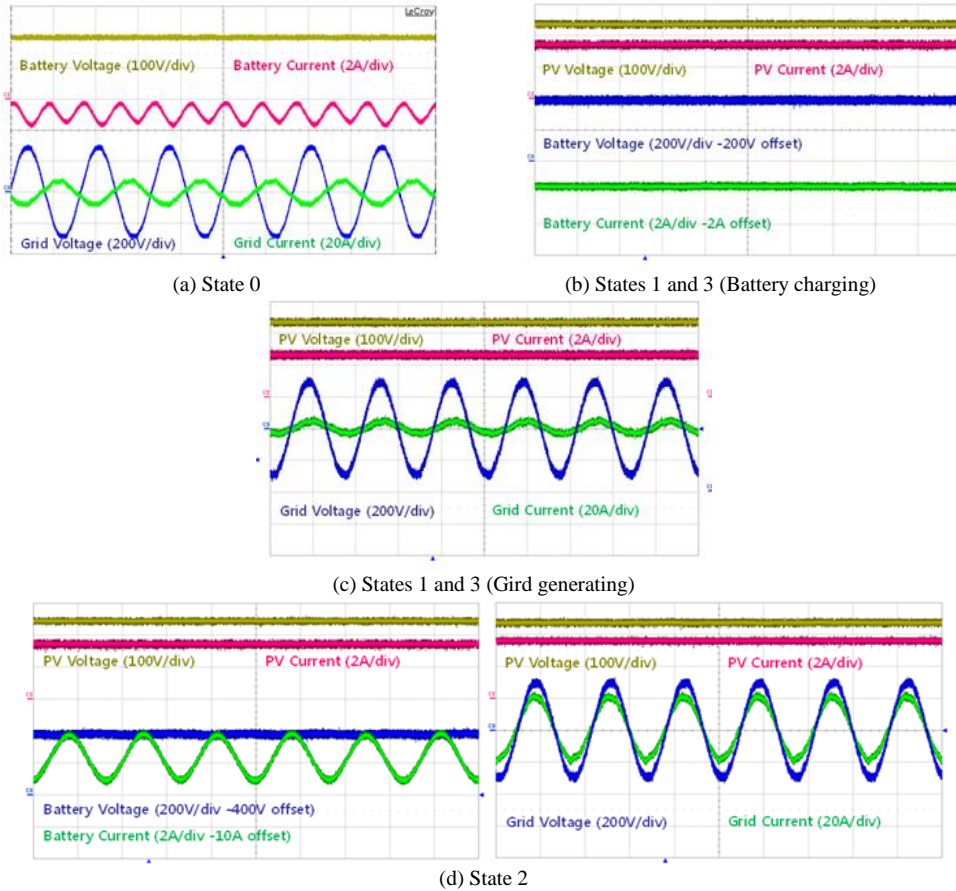 LeCroy
Battery Voltage (100V/div) Battery Current (2A/div)
Grid Voltage (200V/div) Grid Current (20A/div)
(a) State 0
PV Voltage (100V/div) PV Current (2A/div)
Battery Voltage (200V/div -200V offset)
Battery Current (2A/div -2A offset)
(b) States 1 and 3 (Battery charging)
PV Voltage (100V/div) PV Current (2A/div)
Grid Voltage (200V/div) Grid Current (20A/div)
(c) States 1 and 3 (Gird generating)
PV Voltage (100V/div) PV Current (2A/div)
Battery Voltage (200V/div -400V offset)
Battery Current (2A/div -10A offset)
PV Voltage (100V/div) PV Current (2A/div)
Grid Voltage (200V/div) Grid Current (20A/div)
(d) State 2